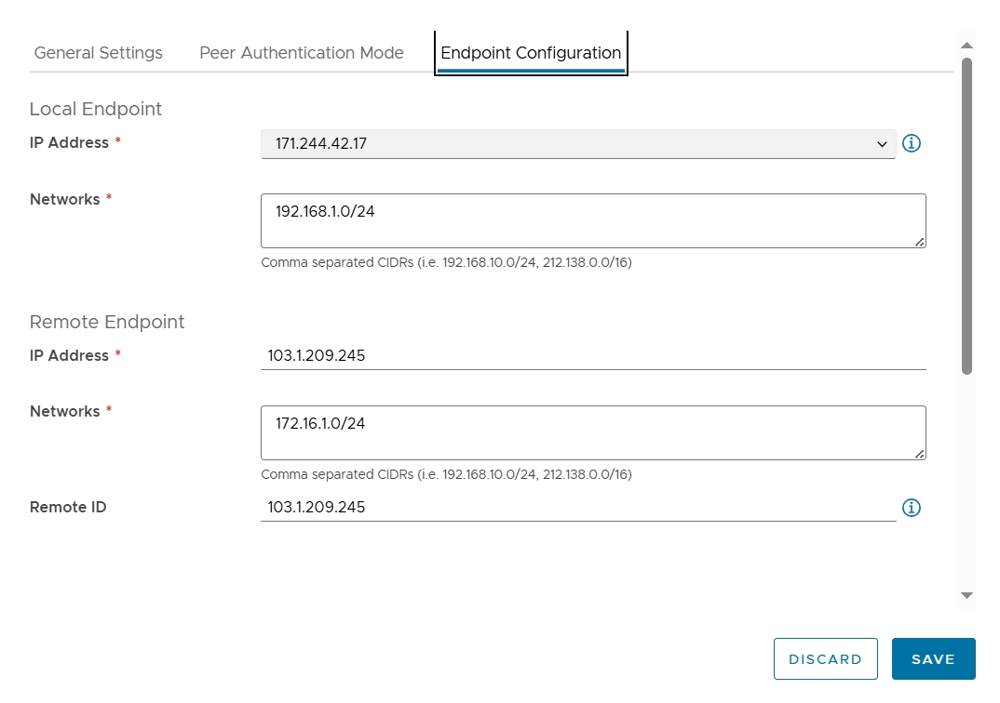 General Settings Peer Authentication Mode Endpoint Configuration
Local Endpoint
IP Address * 171.244.42.17
Networks * 192.168.1.0/24
Comma separated CIDRs (i.e. 192.168.10.0/24, 212.138.0.0/16)
Remote Endpoint
IP Address * 103.1.209.245
Networks * 172.16.1.0/24
Comma separated CIDRs (i.e. 192.168.10.0/24, 212.138.0.0/16)
Remote ID 103.1.209.245
DISCARD SAVE